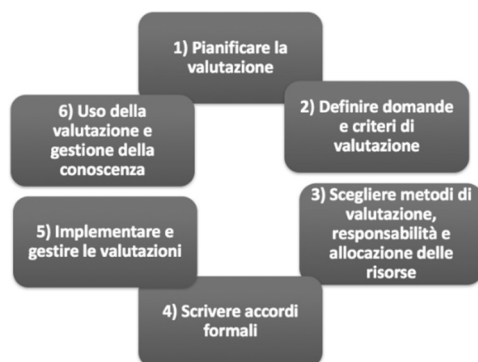 1) Pianificare la
valutazione
2) Definire domande
e criteri di
valutazione
3) Scegliere metodi di
valutazione,
responsabilità e
allocazione delle
risorse
4) Scrivere accordi
formali
5) Implementare e
gestire le valutazioni
6) Uso della
valutazione e
gestione della
conoscenza